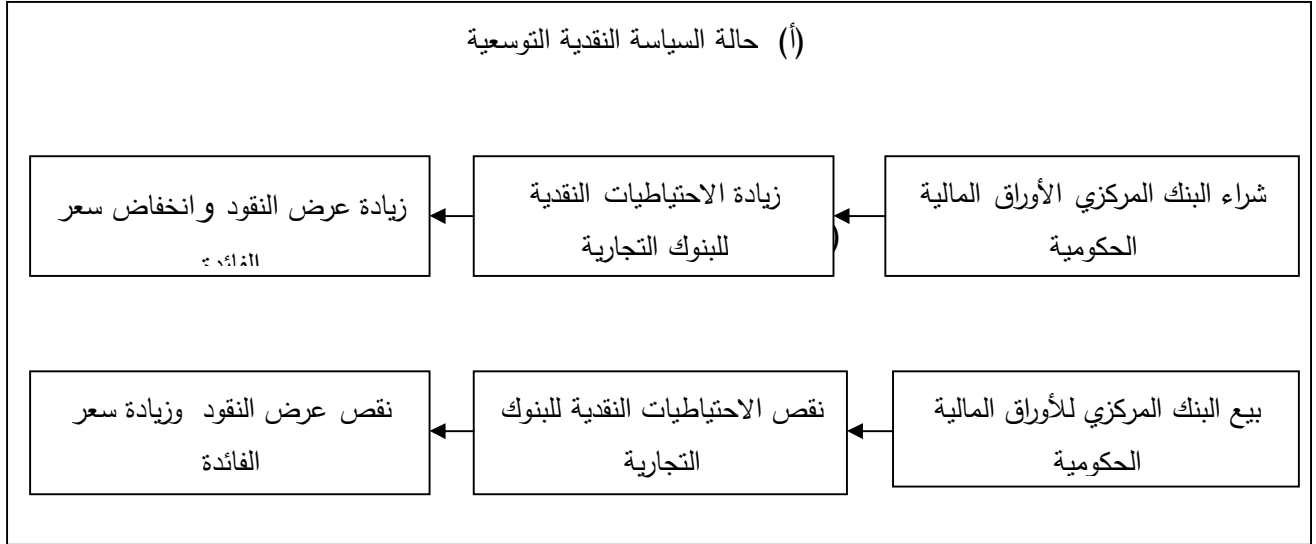 (أ) حالة السياسة النقدية التوسعية
شراء البنك المركزي الأوراق المالية
الحكومية
زيادة الاحتياطيات النقدية
للبنوك التجارية
زيادة عرض النقود وانخفاض سعر
الفائدة
بيع البنك المركزي للأوراق المالية
الحكومية
نقص الاحتياطيات النقدية للبنوك
التجارية
نقص عرض النقود وزيادة سعر
الفائدة